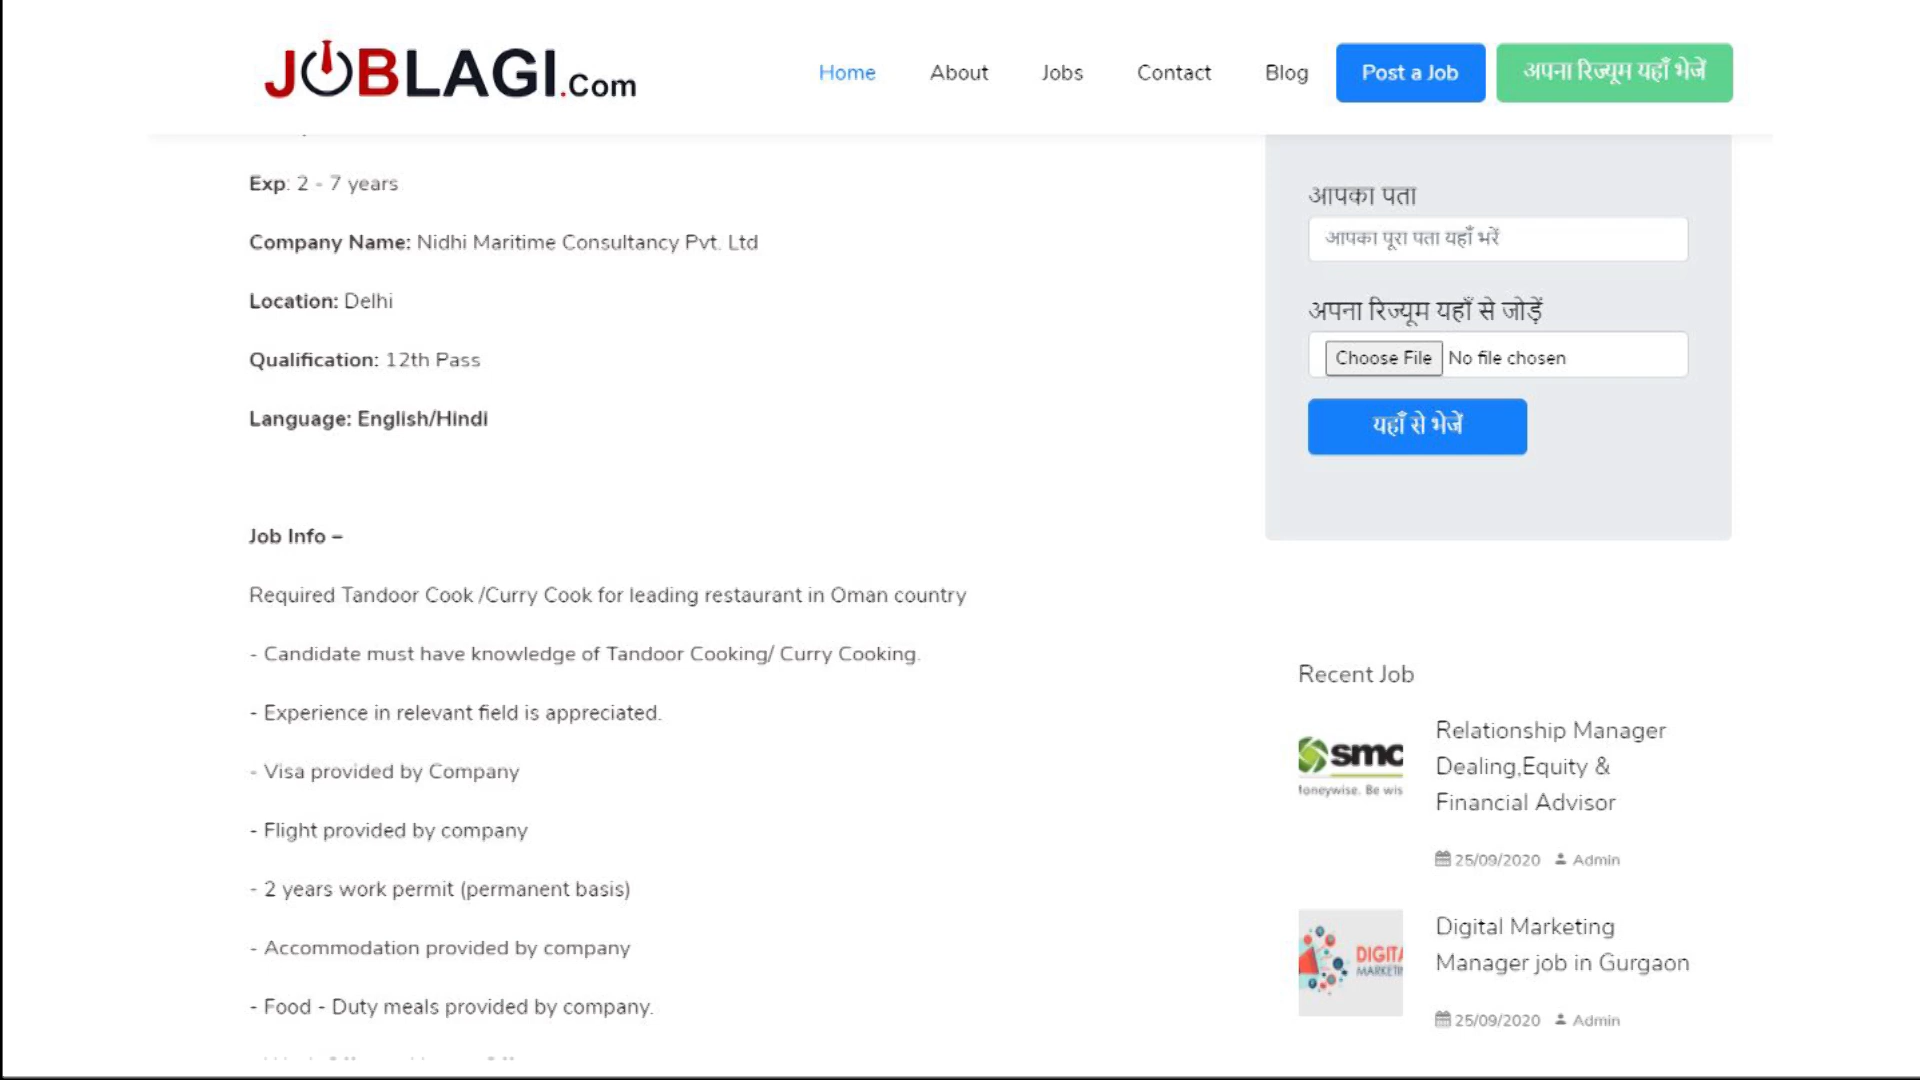 JOBLAGI.Com
Home
About
Jobs
Contact
Blog
Post a Job
अपना रिज्यूम यहाँ भेजें
Exp: 2 - 7 years
Company Name: Nidhi Maritime Consultancy Pvt. Ltd
Location: Delhi
Qualification: 12th Pass
Language: English/Hindi
Job Info –
Required Tandoor Cook /Curry Cook for leading restaurant in Oman country
- Candidate must have knowledge of Tandoor Cooking/ Curry Cooking.
- Experience in relevant field is appreciated.
- Visa provided by Company
- Flight provided by company
- 2 years work permit (permanent basis)
- Accommodation provided by company
- Food - Duty meals provided by company.
आपका पता
आपका पूरा पता यहाँ भरें
अपना रिज्यूम यहाँ से जोड़ें
Choose File No file chosen
यहाँ से भेजें
Recent Job
smc
Moneywise. Be wis
Relationship Manager
Dealing,Equity &
Financial Advisor
25/09/2020 Admin
DIGITA
MARKETIN
Digital Marketing
Manager job in Gurgaon
25/09/2020 Admin